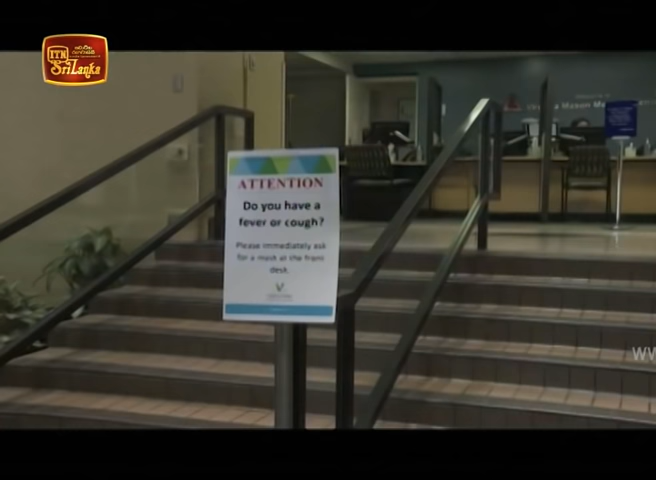 ITN
Sri Lanka
ATTENTION
Do you have a
fever or cough?
Please immediately ask
for a mask at the front
desk.
Virginia Mason